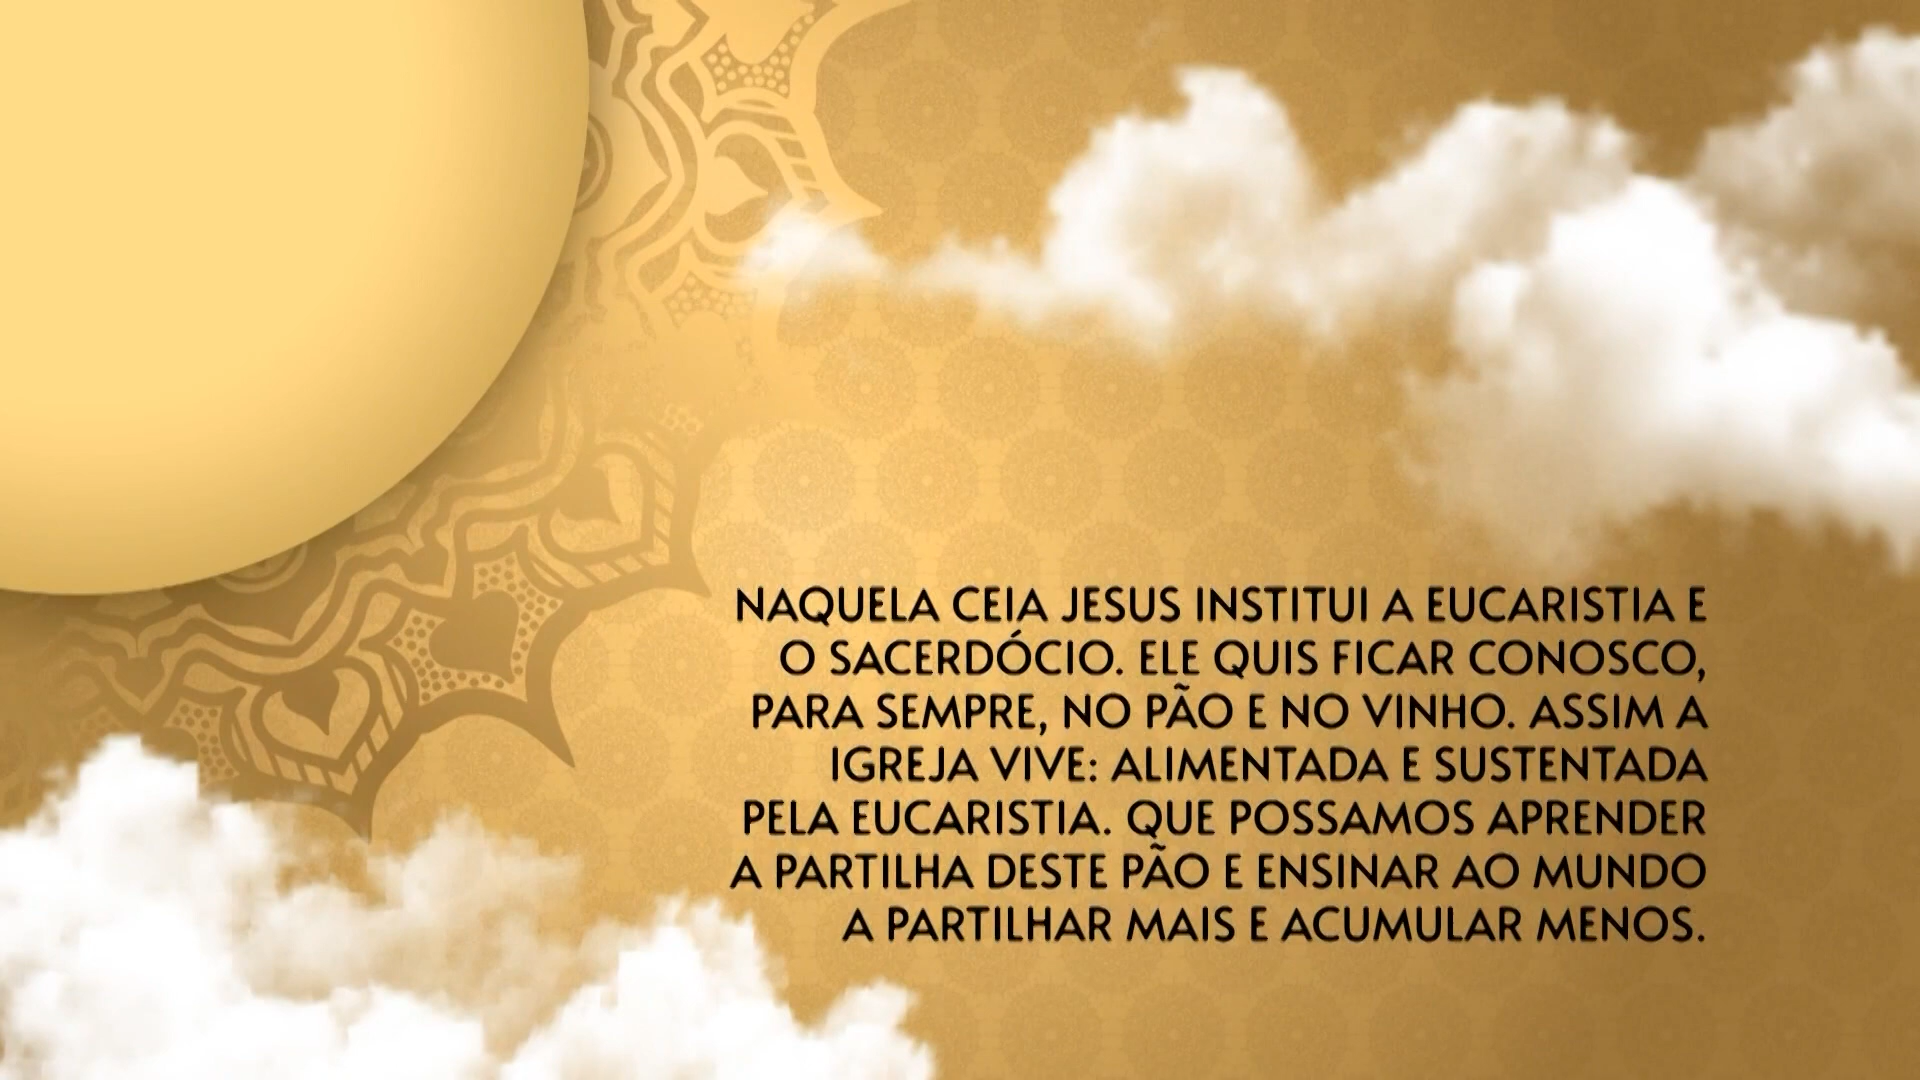 NAQUELA CEIA JESUS INSTITUI A EUCARISTIA E
O SACERDÓCIO. ELE QUIS FICAR CONOSCO,
PARA SEMPRE, NO PÃO E NO VINHO. ASSIM A
IGREJA VIVE: ALIMENTADA E SUSTENTADA
PELA EUCARISTIA. QUE POSSAMOS APRENDER
A PARTILHA DESTE PÃO E ENSINAR AO MUNDO
A PARTILHAR MAIS E ACUMULAR MENOS.